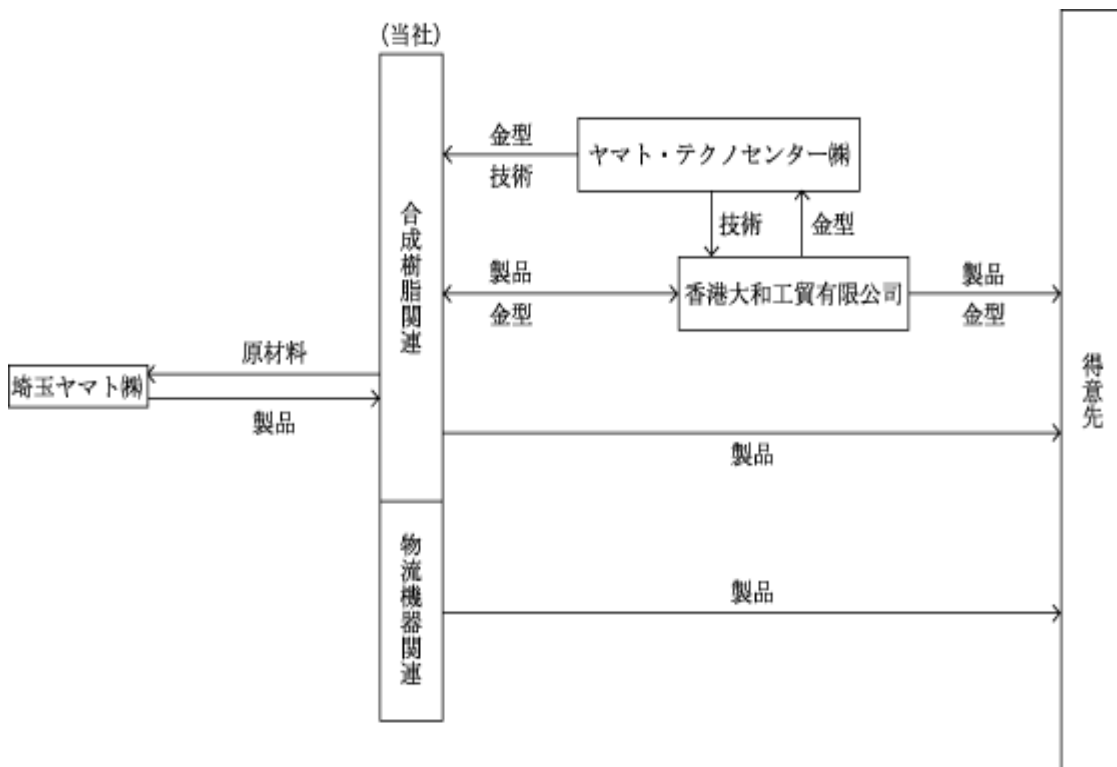 (当社)
金型
ヤマト・テクノセンター㈱
技術
合成樹脂関連
技術
金型
製品
香港大和工貿有限公司
製品
金型
金型
原材料
埼玉ヤマト㈱
製品
得意先
製品
物流機器関連
製品